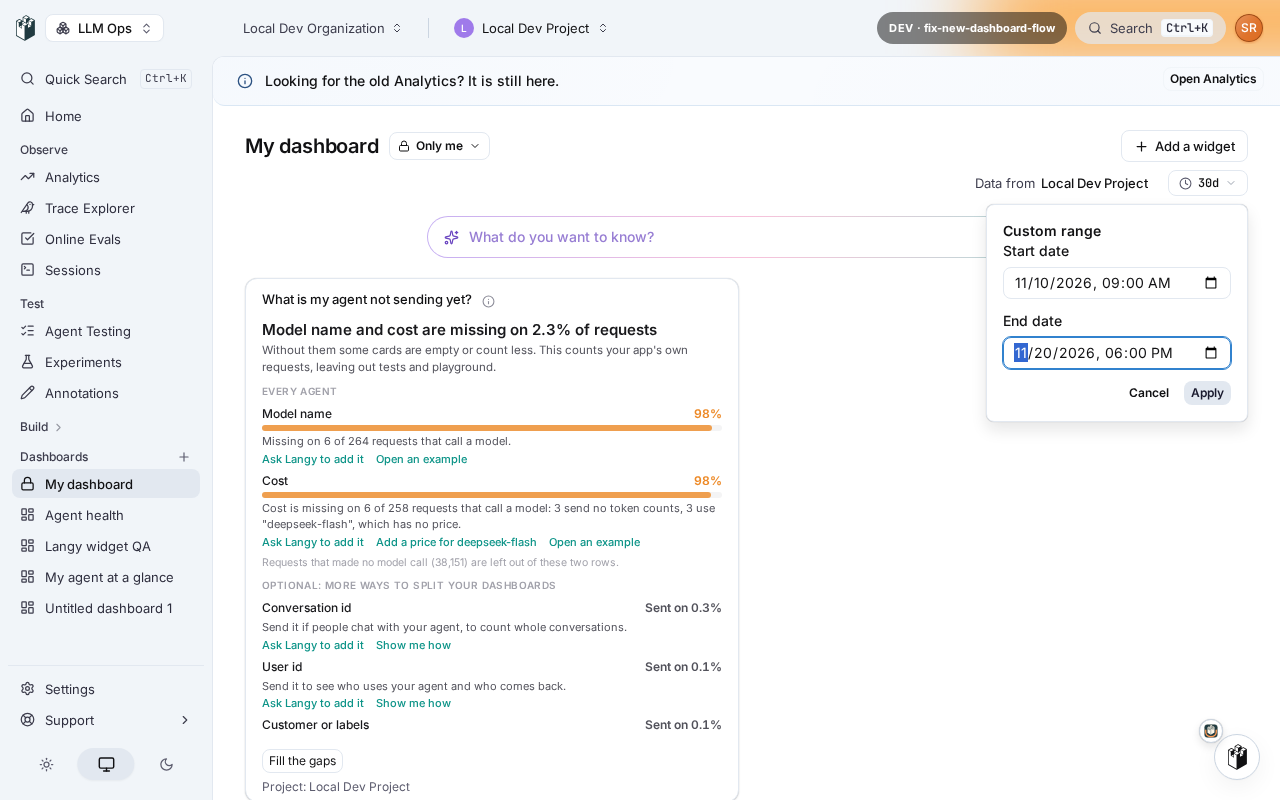 LLM Ops
Local Dev Organization
L
Local Dev Project
DEV · fix-new-dashboard-flow
Search Ctrl+K
SR
Quick Search Ctrl+K
Home
Observe
Analytics
Trace Explorer
Online Evals
Sessions
Test
Agent Testing
Experiments
Annotations
Build
Dashboards
My dashboard
Agent health
Langy widget QA
My agent at a glance
Untitled dashboard 1
Settings
Support
Looking for the old Analytics? It is still here.
Open Analytics
My dashboard
Only me
Add a widget
Data from Local Dev Project
30d
What do you want to know?
Custom range
Start date
11/10/2026, 09:00 AM
End date
11/20/2026, 06:00 PM
Cancel
Apply
What is my agent not sending yet?
Model name and cost are missing on 2.3% of requests
Without them some cards are empty or count less. This counts your app's own
requests, leaving out tests and playground.
EVERY AGENT
Model name 98%
Missing on 6 of 264 requests that call a model.
Ask Langy to add it Open an example
Cost 98%
Cost is missing on 6 of 258 requests that call a model: 3 send no token counts, 3 use
"deepseek-flash", which has no price.
Ask Langy to add it Add a price for deepseek-flash Open an example
Requests that made no model call (38,151) are left out of these two rows.
OPTIONAL: MORE WAYS TO SPLIT YOUR DASHBOARDS
Conversation id Sent on 0.3%
Send it if people chat with your agent, to count whole conversations.
Ask Langy to add it Show me how
User id Sent on 0.1%
Send it to see who uses your agent and who comes back.
Ask Langy to add it Show me how
Customer or labels Sent on 0.1%
Fill the gaps
Project: Local Dev Project